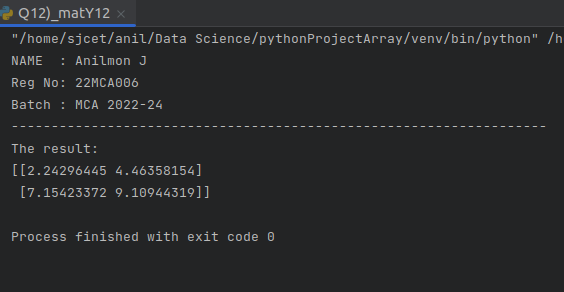 Q12)_matY12 ×
"/home/sjcet/anil/Data Science/pythonProjectArray/venv/bin/python" /h
NAME  : Anilmon J
Reg No: 22MCA006
Batch : MCA 2022-24
-------------------------------------------------------------------
The result:
[[2.24296445 4.46358154]
 [7.15423372 9.10944319]]
Process finished with exit code 0